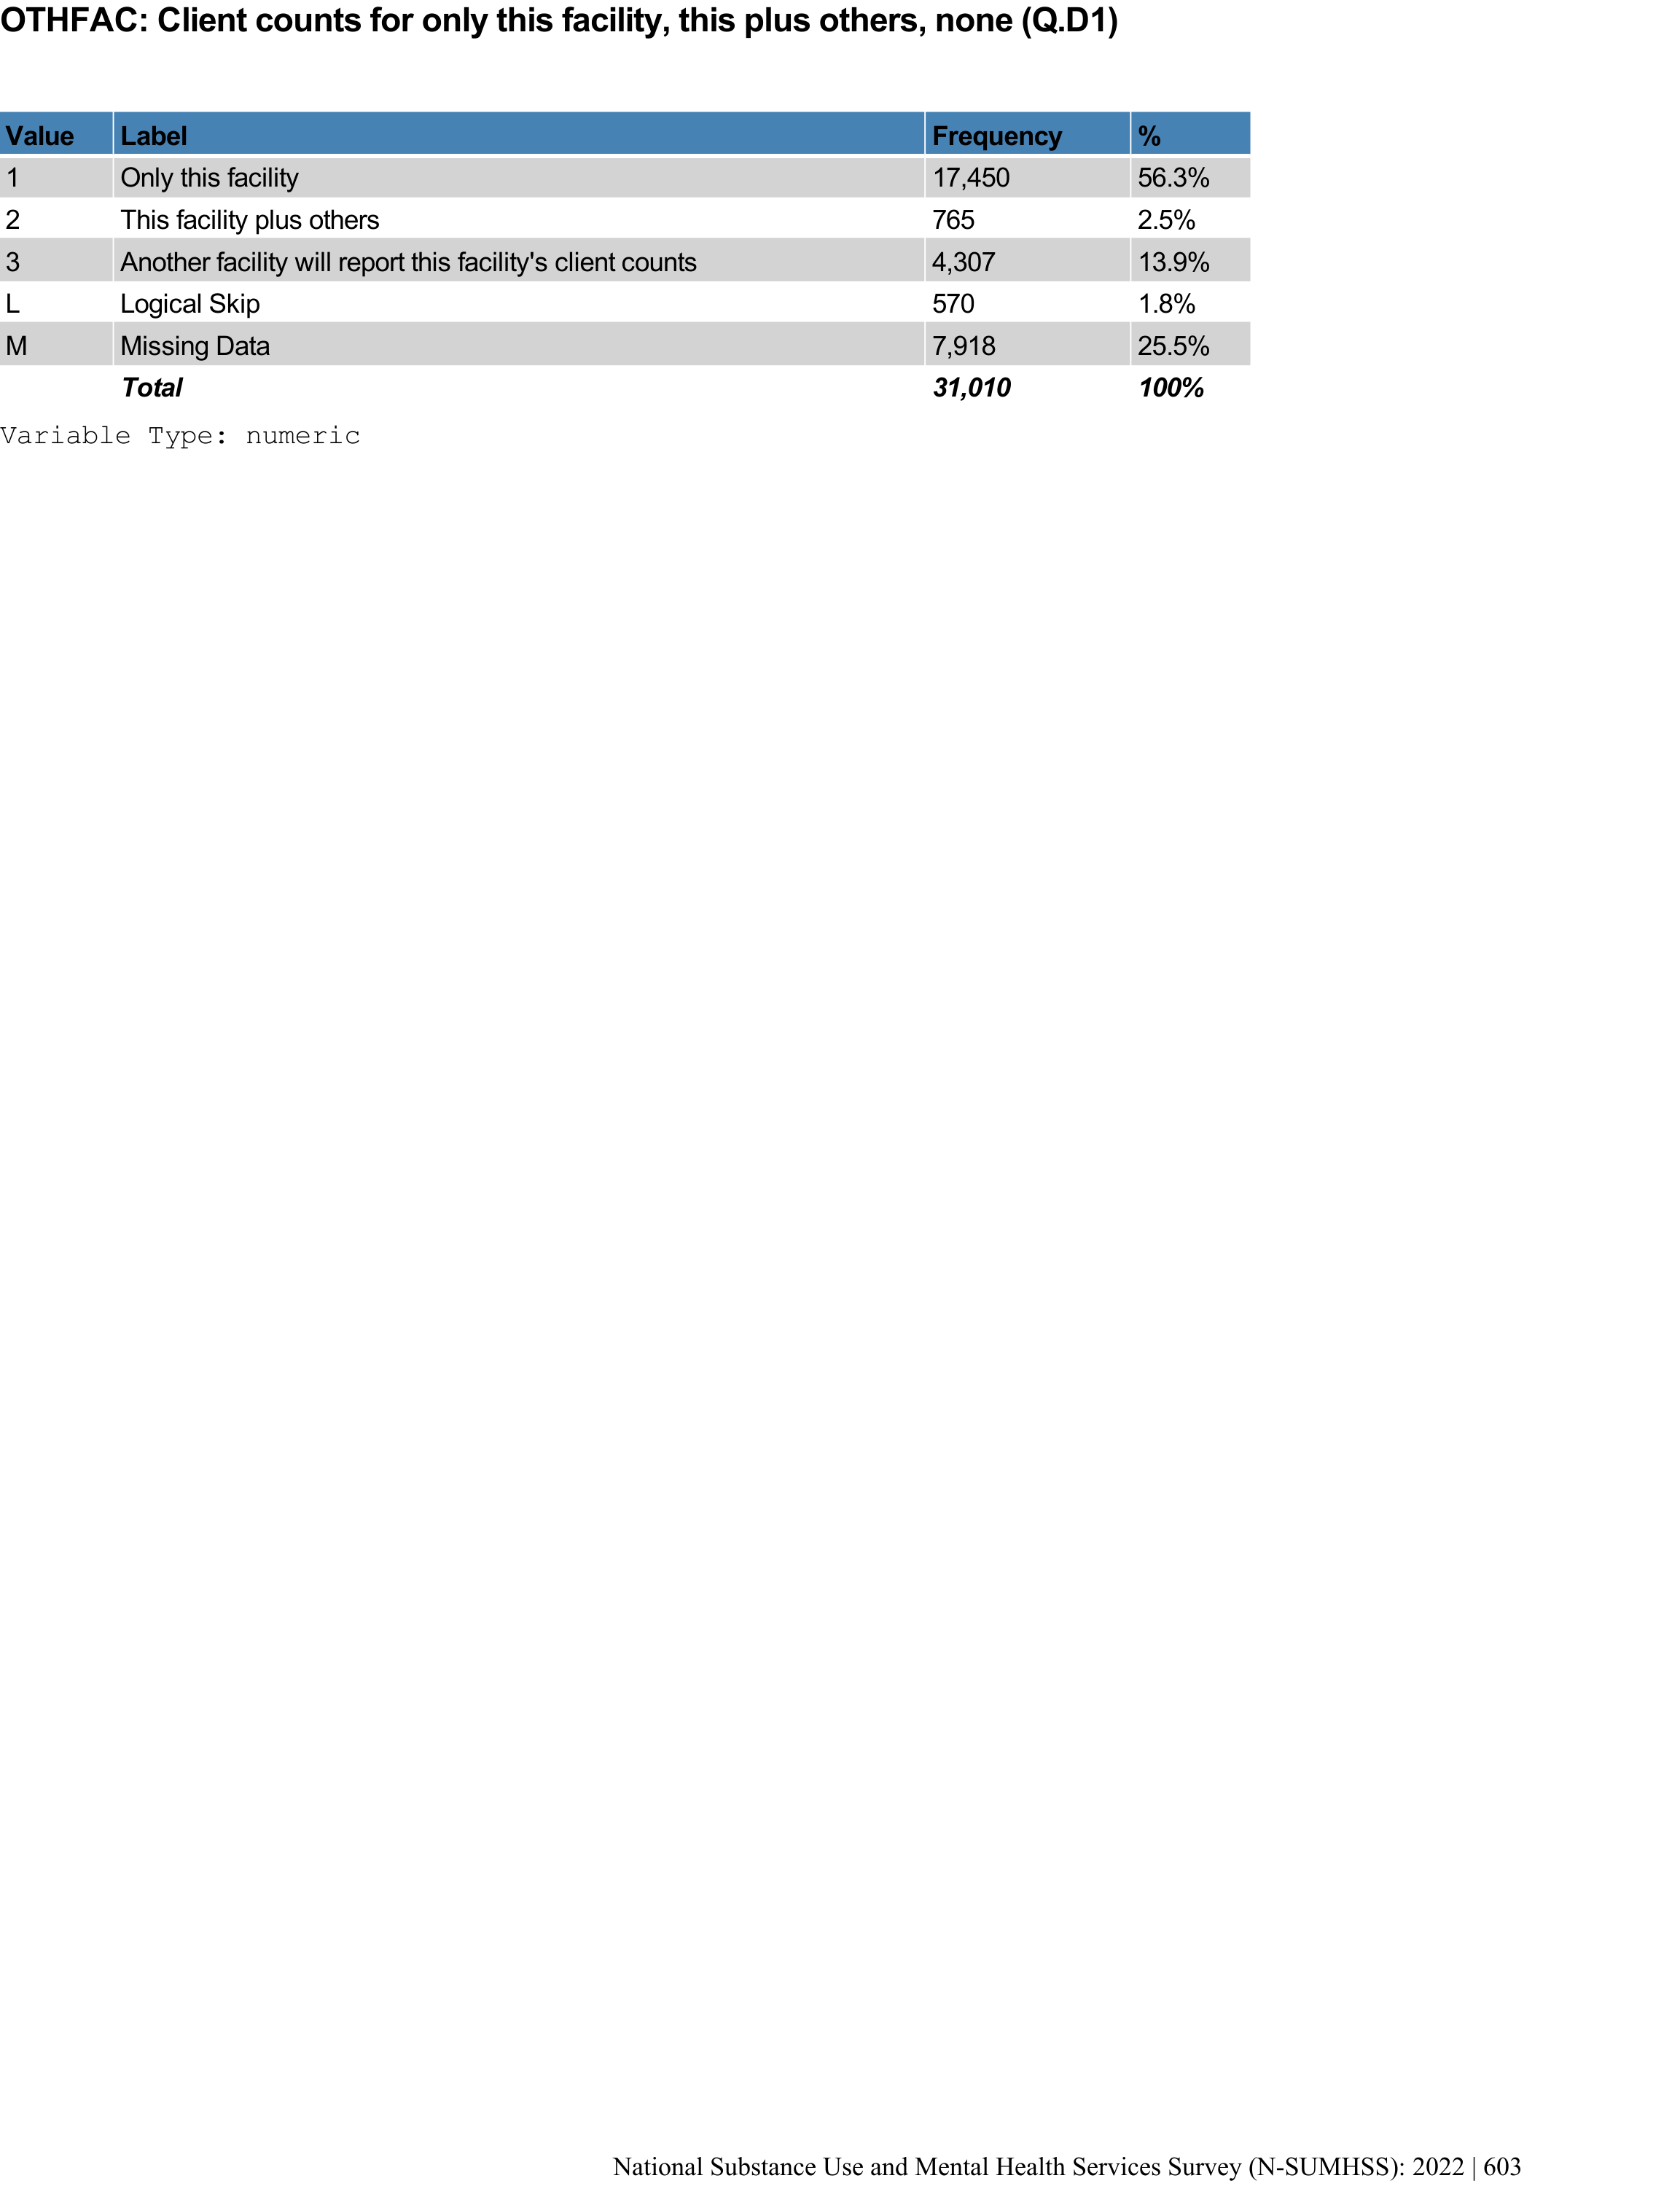 OTHFAC: Client counts for only this facility, this plus others, none (Q.D1)
Value Label Frequency %
1 Only this facility 17,450 56.3%
2 This facility plus others 765 2.5%
3 Another facility will report this facility's client counts 4,307 13.9%
L Logical Skip 570 1.8%
M Missing Data 7,918 25.5%
Total 31,010 100%
Variable Type: numeric
National Substance Use and Mental Health Services Survey (N-SUMHSS): 2022 | 603